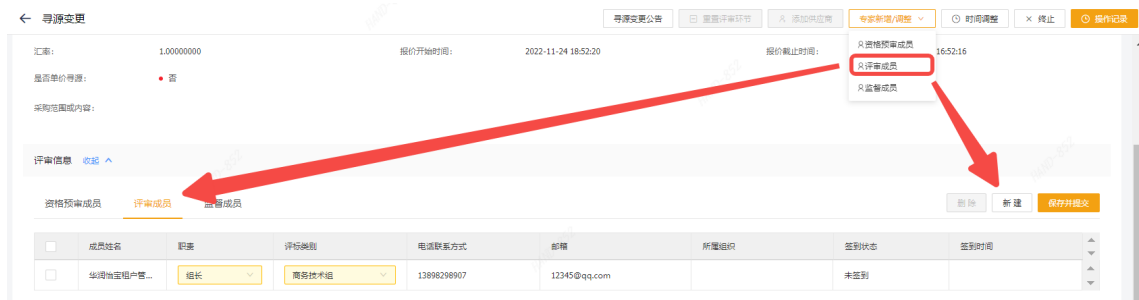 ← 寻源变更 寻源变更公告 重置评审环节 添加供应商 专家新增/调整 时间调整 × 终止 操作记录
汇率: 1.00000000 报价开始时间: 2022-11-24 18:52:20 报价截止时间: 16:52:16
资格预审成员
评审成员
监督成员
是否单价寻源: 否
采购范围或内容:
评审信息 收起
资格预审成员 评审成员 监督成员 删除 新建 保存并提交
成员姓名 职责 评标类别 电话联系方式 邮箱 所属组织 签到状态 签到时间
华润怡宝租户管... 组长 商务技术组 13898298907 12345@qq.com 未签到